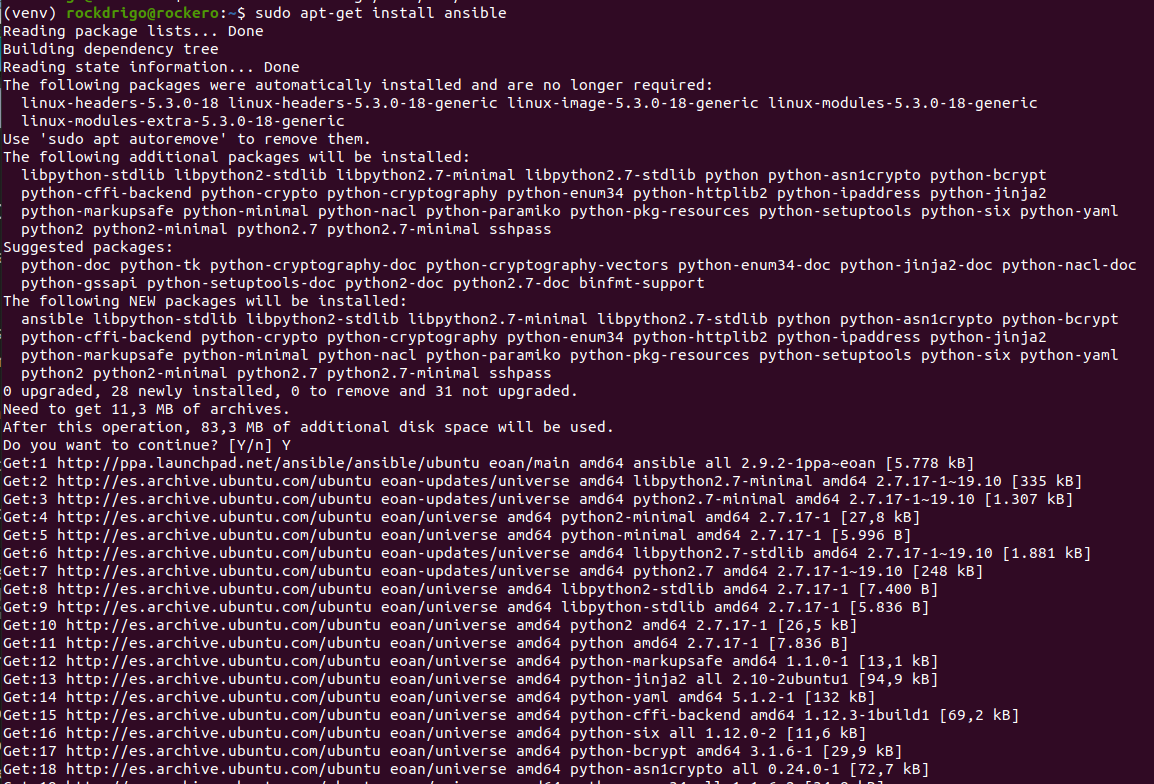 (venv) rockdrigo@rockero:~$ sudo apt-get install ansible
Reading package lists... Done
Building dependency tree
Reading state information... Done
The following packages were automatically installed and are no longer required:
  linux-headers-5.3.0-18 linux-headers-5.3.0-18-generic linux-image-5.3.0-18-generic linux-modules-5.3.0-18-generic
  linux-modules-extra-5.3.0-18-generic
Use 'sudo apt autoremove' to remove them.
The following additional packages will be installed:
  libpython-stdlib libpython2-stdlib libpython2.7-minimal libpython2.7-stdlib python python-asn1crypto python-bcrypt
  python-cffi-backend python-crypto python-cryptography python-enum34 python-httplib2 python-ipaddress python-jinja2
  python-markupsafe python-minimal python-nacl python-paramiko python-pkg-resources python-setuptools python-six python-yaml
  python2 python2-minimal python2.7 python2.7-minimal sshpass
Suggested packages:
  python-doc python-tk python-cryptography-doc python-cryptography-vectors python-enum34-doc python-jinja2-doc python-nacl-doc
  python-gssapi python-setuptools-doc python2-doc python2.7-doc binfmt-support
The following NEW packages will be installed:
  ansible libpython-stdlib libpython2-stdlib libpython2.7-minimal libpython2.7-stdlib python python-asn1crypto python-bcrypt
  python-cffi-backend python-crypto python-cryptography python-enum34 python-httplib2 python-ipaddress python-jinja2
  python-markupsafe python-minimal python-nacl python-paramiko python-pkg-resources python-setuptools python-six python-yaml
  python2 python2-minimal python2.7 python2.7-minimal sshpass
0 upgraded, 28 newly installed, 0 to remove and 31 not upgraded.
Need to get 11,3 MB of archives.
After this operation, 83,3 MB of additional disk space will be used.
Do you want to continue? [Y/n] Y
Get:1 http://ppa.launchpad.net/ansible/ansible/ubuntu eoan/main amd64 ansible all 2.9.2-1ppa~eoan [5.778 kB]
Get:2 http://es.archive.ubuntu.com/ubuntu eoan-updates/universe amd64 libpython2.7-minimal amd64 2.7.17-1~19.10 [335 kB]
Get:3 http://es.archive.ubuntu.com/ubuntu eoan-updates/universe amd64 python2.7-minimal amd64 2.7.17-1~19.10 [1.307 kB]
Get:4 http://es.archive.ubuntu.com/ubuntu eoan/universe amd64 python2-minimal amd64 2.7.17-1 [27,8 kB]
Get:5 http://es.archive.ubuntu.com/ubuntu eoan/universe amd64 python-minimal amd64 2.7.17-1 [5.996 B]
Get:6 http://es.archive.ubuntu.com/ubuntu eoan-updates/universe amd64 libpython2.7-stdlib amd64 2.7.17-1~19.10 [1.881 kB]
Get:7 http://es.archive.ubuntu.com/ubuntu eoan-updates/universe amd64 python2.7 amd64 2.7.17-1~19.10 [248 kB]
Get:8 http://es.archive.ubuntu.com/ubuntu eoan/universe amd64 libpython2-stdlib amd64 2.7.17-1 [7.400 B]
Get:9 http://es.archive.ubuntu.com/ubuntu eoan/universe amd64 libpython-stdlib amd64 2.7.17-1 [5.836 B]
Get:10 http://es.archive.ubuntu.com/ubuntu eoan/universe amd64 python2 amd64 2.7.17-1 [26,5 kB]
Get:11 http://es.archive.ubuntu.com/ubuntu eoan/universe amd64 python amd64 2.7.17-1 [7.836 B]
Get:12 http://es.archive.ubuntu.com/ubuntu eoan/universe amd64 python-markupsafe amd64 1.1.0-1 [13,1 kB]
Get:13 http://es.archive.ubuntu.com/ubuntu eoan/universe amd64 python-jinja2 all 2.10-2ubuntu1 [94,9 kB]
Get:14 http://es.archive.ubuntu.com/ubuntu eoan/universe amd64 python-yaml amd64 5.1.2-1 [132 kB]
Get:15 http://es.archive.ubuntu.com/ubuntu eoan/universe amd64 python-cffi-backend amd64 1.12.3-1build1 [69,2 kB]
Get:16 http://es.archive.ubuntu.com/ubuntu eoan/universe amd64 python-six all 1.12.0-2 [11,6 kB]
Get:17 http://es.archive.ubuntu.com/ubuntu eoan/universe amd64 python-bcrypt amd64 3.1.6-1 [29,9 kB]
Get:18 http://es.archive.ubuntu.com/ubuntu eoan/universe amd64 python-asn1crypto all 0.24.0-1 [72,7 kB]